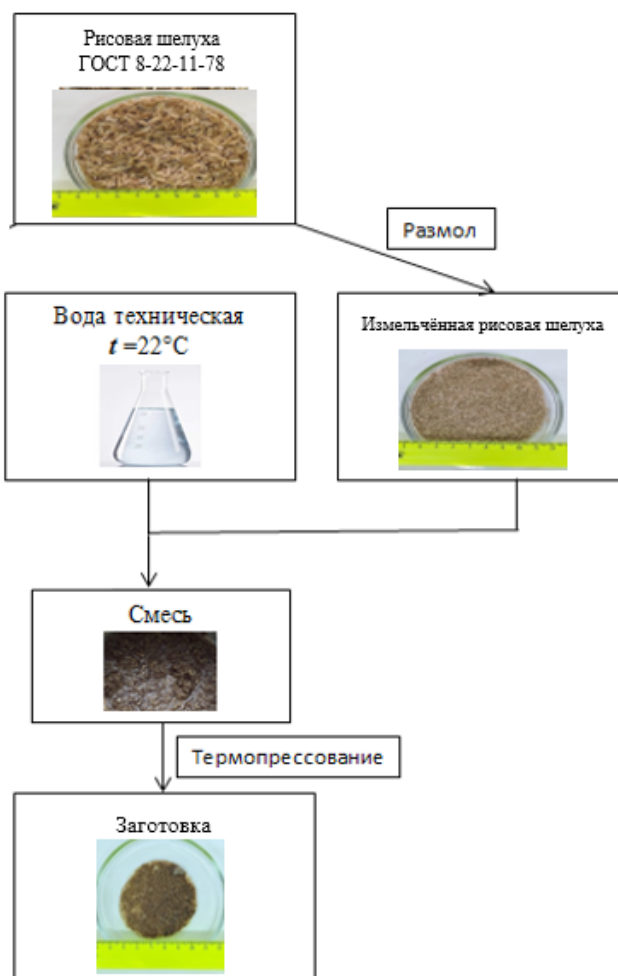 Рисовая шелуха
ГОСТ 8-22-11-78
Размол
Вода техническая
t =22°C
Измельчённая рисовая шелуха
Смесь
Термопрессование
Заготовка